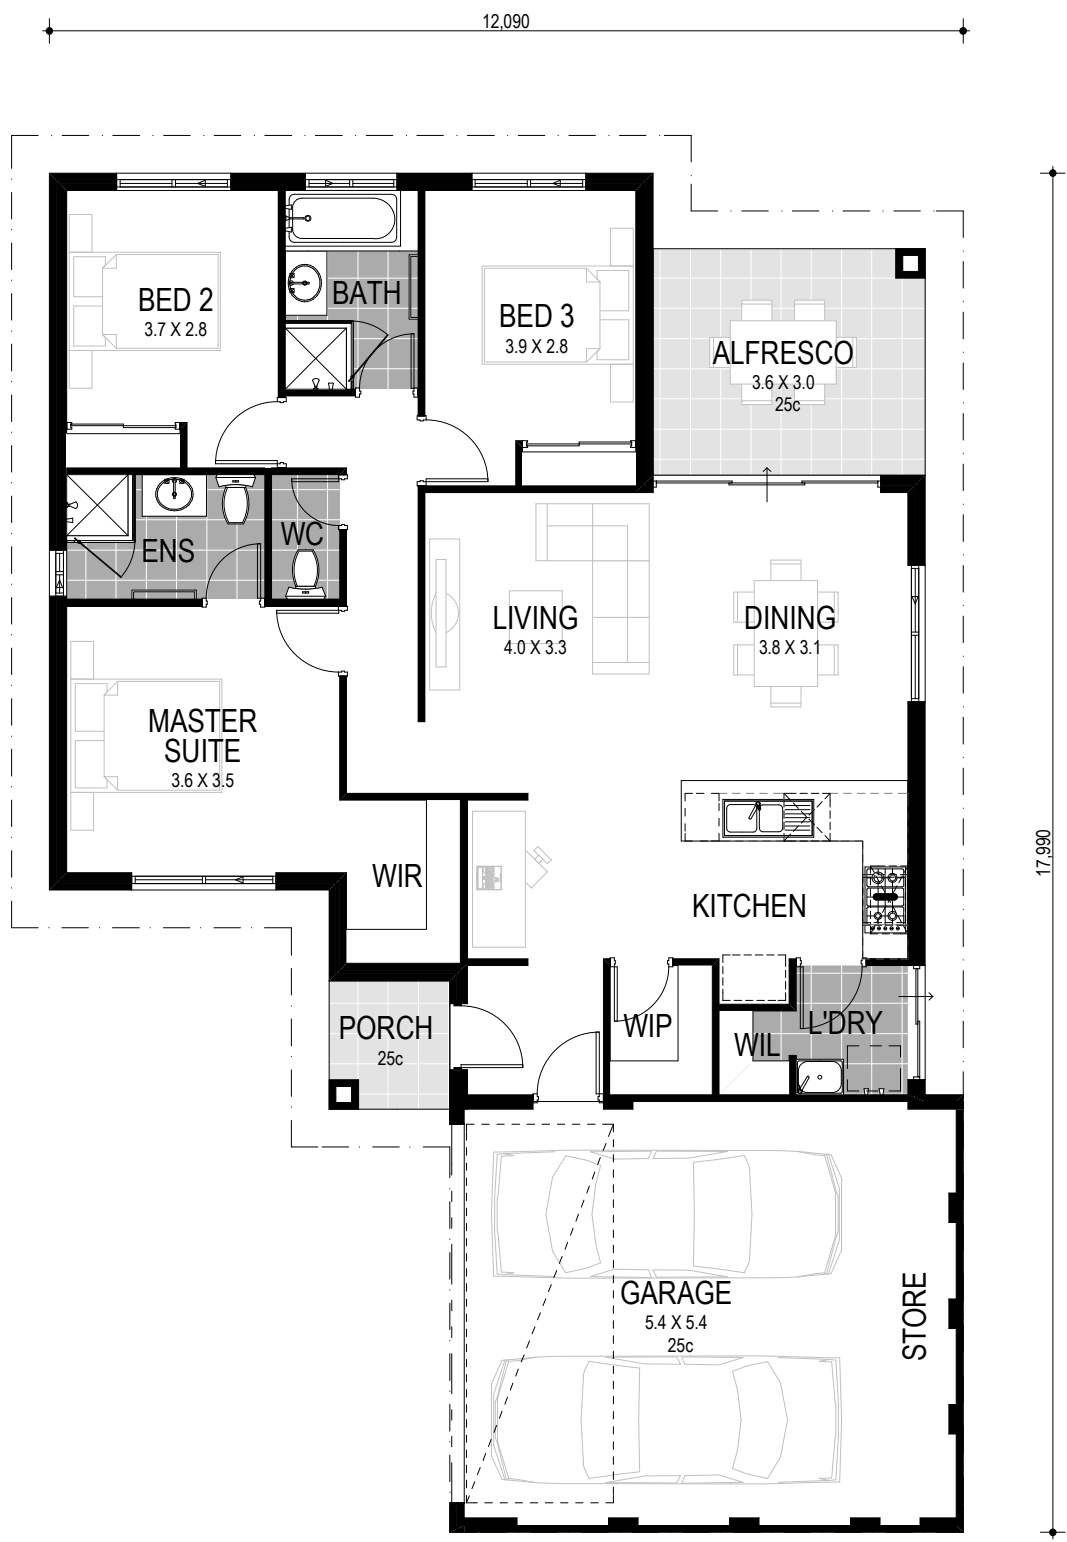 12,090
BED 2
3.7 X 2.8
BATH
BED 3
3.9 X 2.8
ALFRESCO
3.6 X 3.0
25c
ENS
WC
LIVING
4.0 X 3.3
DINING
3.8 X 3.1
MASTER
SUITE
3.6 X 3.5
17,990
WIR
KITCHEN
PORCH
25c
WIP
WIL
L'DRY
GARAGE
5.4 X 5.4
25c
STORE